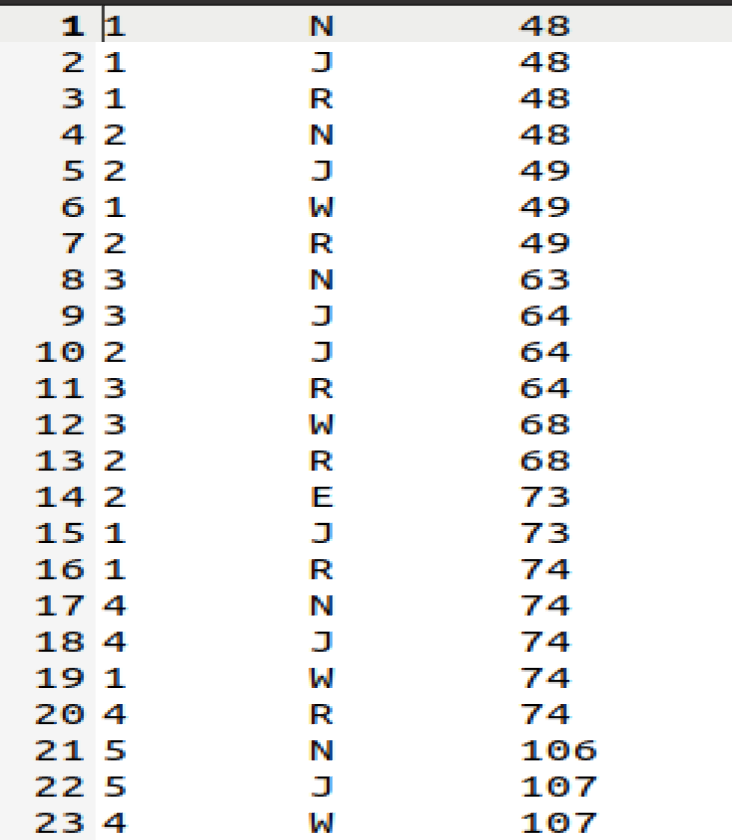 1 1 N 48
2 1 J 48
3 1 R 48
4 2 N 48
5 2 J 49
6 1 W 49
7 2 R 49
8 3 N 63
9 3 J 64
10 2 J 64
11 3 R 64
12 3 W 68
13 2 R 68
14 2 E 73
15 1 J 73
16 1 R 74
17 4 N 74
18 4 J 74
19 1 W 74
20 4 R 74
21 5 N 106
22 5 J 107
23 4 W 107